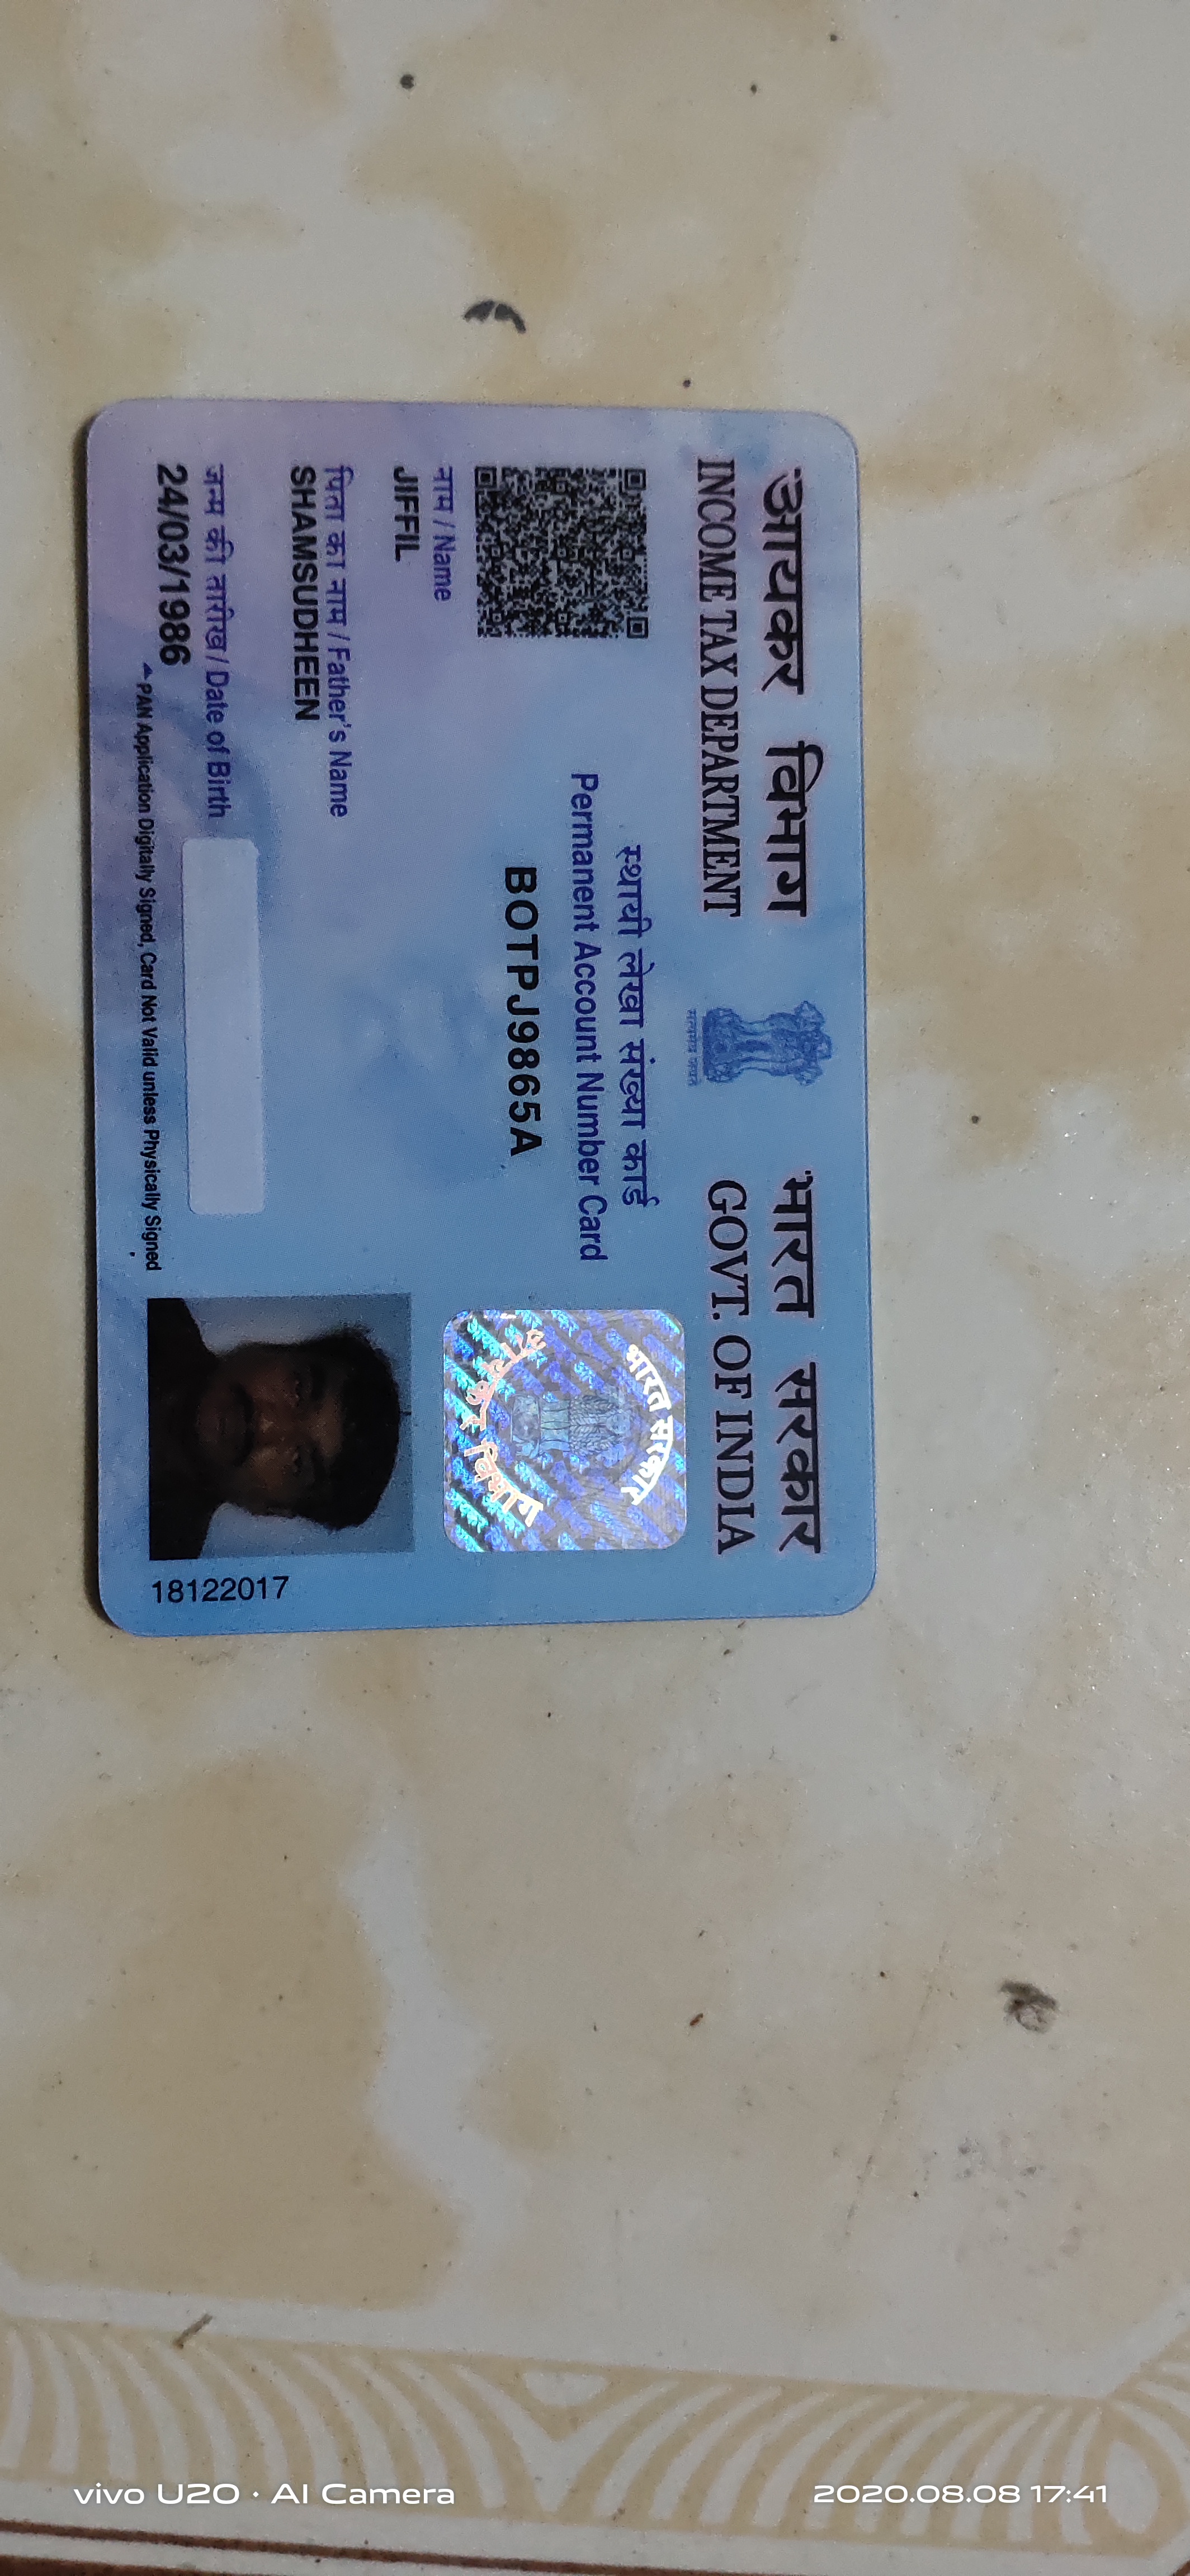 आयकर विभाग
INCOME TAX DEPARTMENT
भारत सरकार
GOVT. OF INDIA
सत्यमेव जयते
स्थायी लेखा संख्या कार्ड
Permanent Account Number Card
BOTPJ9865A
भारत सरकार
आयकर विभाग
नाम / Name
JIFFIL
पिता का नाम / Father's Name
SHAMSUDHEEN
जन्म की तारीख / Date of Birth
24/03/1986
PAN Application Digitally Signed, Card Not Valid unless Physically Signed
18122017
vivo U20 · AI Camera
2020.08.08 17:41